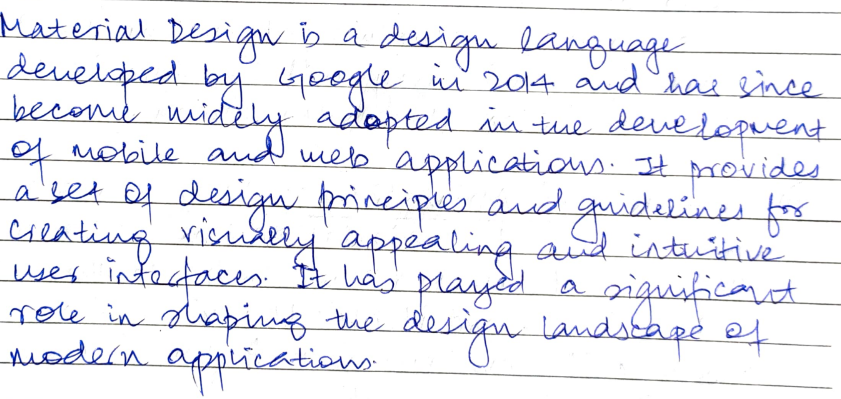 Material Design is a design language
developed by Google in 2014 and has since
become widely adopted in the development
of mobile and web applications. It provides
a set of design principles and guidelines for
creating visually appealing and intuitive
user interfaces. It has played a significant
role in shaping the design landscape of
modern applications.